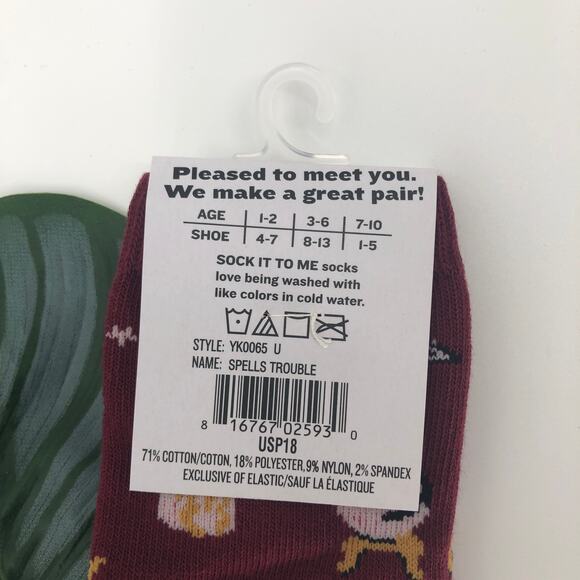 Pleased to meet you.
We make a great pair!
AGE 1-2 3-6 7-10
SHOE 4-7 8-13 1-5
SOCK IT TO ME socks
love being washed with
like colors in cold water.
STYLE: YK0065 U
NAME: SPELLS TROUBLE
8 16767 02593 0
USP18
71% COTTON/COTON, 18% POLYESTER, 9% NYLON, 2% SPANDEX
EXCLUSIVE OF ELASTIC/SAUF LA ÉLASTIQUE